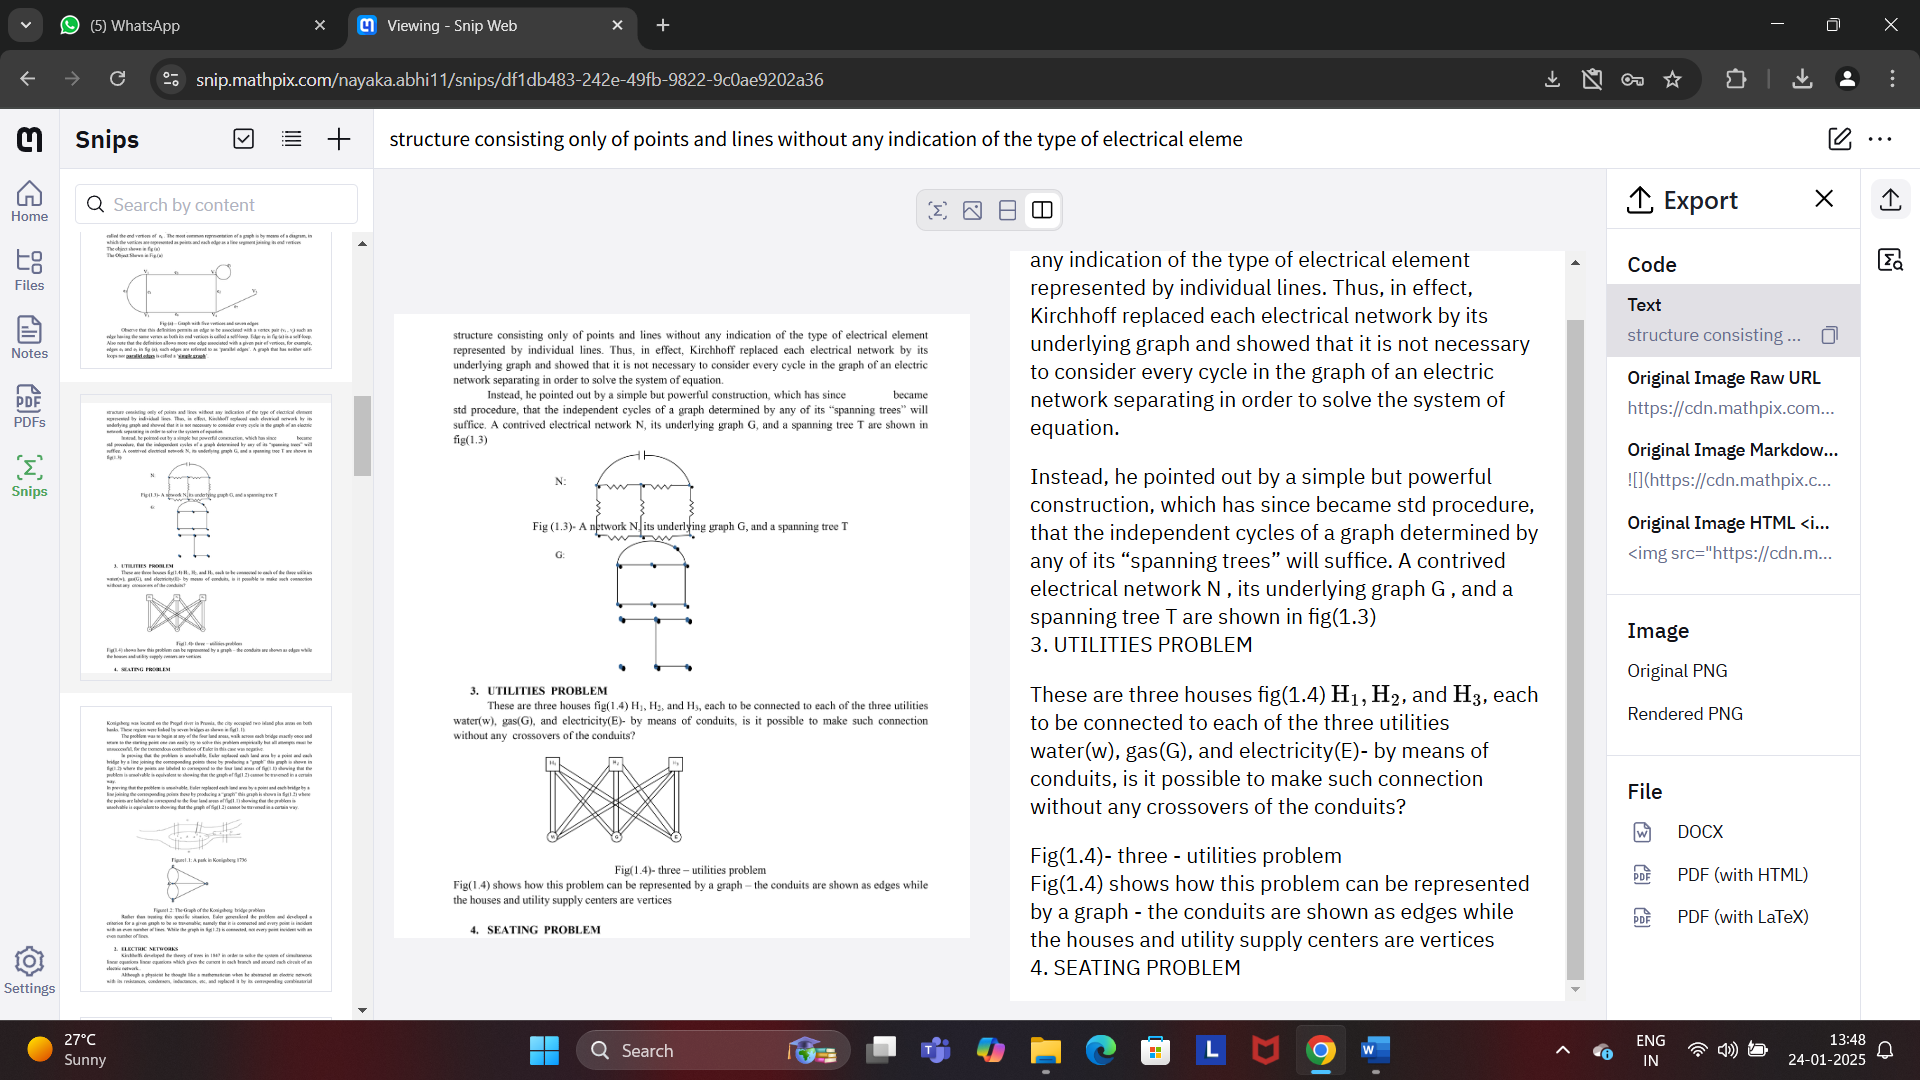 (5) WhatsApp
Viewing - Snip Web
snip.mathpix.com/nayaka.abhi11/snips/df1db483-242e-49fb-9822-9c0ae9202a36
Snips
structure consisting only of points and lines without any indication of the type of electrical eleme
Home
Files
Notes
PDF
PDFs
Snips
Settings
Search by content
structure consisting only of points and lines without any indication of the type of electrical element
represented by individual lines. Thus, in effect, Kirchhoff replaced each electrical network by its
underlying graph and showed that it is not necessary to consider every cycle in the graph of an electric
network separating in order to solve the system of equation.
Instead, he pointed out by a simple but powerful construction, which has since became
std procedure, that the independent cycles of a graph determined by any of its “spanning trees” will
suffice. A contrived electrical network N, its underlying graph G, and a spanning tree T are shown in
fig(1.3)
N:
Fig (1.3)- A network N, its underlying graph G, and a spanning tree T
G:
3. UTILITIES PROBLEM
These are three houses fig(1.4) H₁, H₂, and H₃, each to be connected to each of the three utilities
water(w), gas(G), and electricity(E)- by means of conduits, is it possible to make such connection
without any crossovers of the conduits?
H₁ H₂ H₃
W G E
Fig(1.4)- three – utilities problem
Fig(1.4) shows how this problem can be represented by a graph – the conduits are shown as edges while
the houses and utility supply centers are vertices
4. SEATING PROBLEM
any indication of the type of electrical element
represented by individual lines. Thus, in effect,
Kirchhoff replaced each electrical network by its
underlying graph and showed that it is not necessary
to consider every cycle in the graph of an electric
network separating in order to solve the system of
equation.
Instead, he pointed out by a simple but powerful
construction, which has since became std procedure,
that the independent cycles of a graph determined by
any of its “spanning trees” will suffice. A contrived
electrical network N , its underlying graph G , and a
spanning tree T are shown in fig(1.3)
3. UTILITIES PROBLEM
These are three houses fig(1.4) H₁, H₂, and H₃, each
to be connected to each of the three utilities
water(w), gas(G), and electricity(E)- by means of
conduits, is it possible to make such connection
without any crossovers of the conduits?
Fig(1.4)- three - utilities problem
Fig(1.4) shows how this problem can be represented
by a graph - the conduits are shown as edges while
the houses and utility supply centers are vertices
4. SEATING PROBLEM
Export
Code
Text
structure consisting ...
Original Image Raw URL
https://cdn.mathpix.com...
Original Image Markdow...
![](https://cdn.mathpix.c...
Original Image HTML <i...
<img src="https://cdn.m...
Image
Original PNG
Rendered PNG
File
DOCX
PDF (with HTML)
PDF (with LaTeX)
27°C
Sunny
Search
ENG
IN
13:48
24-01-2025